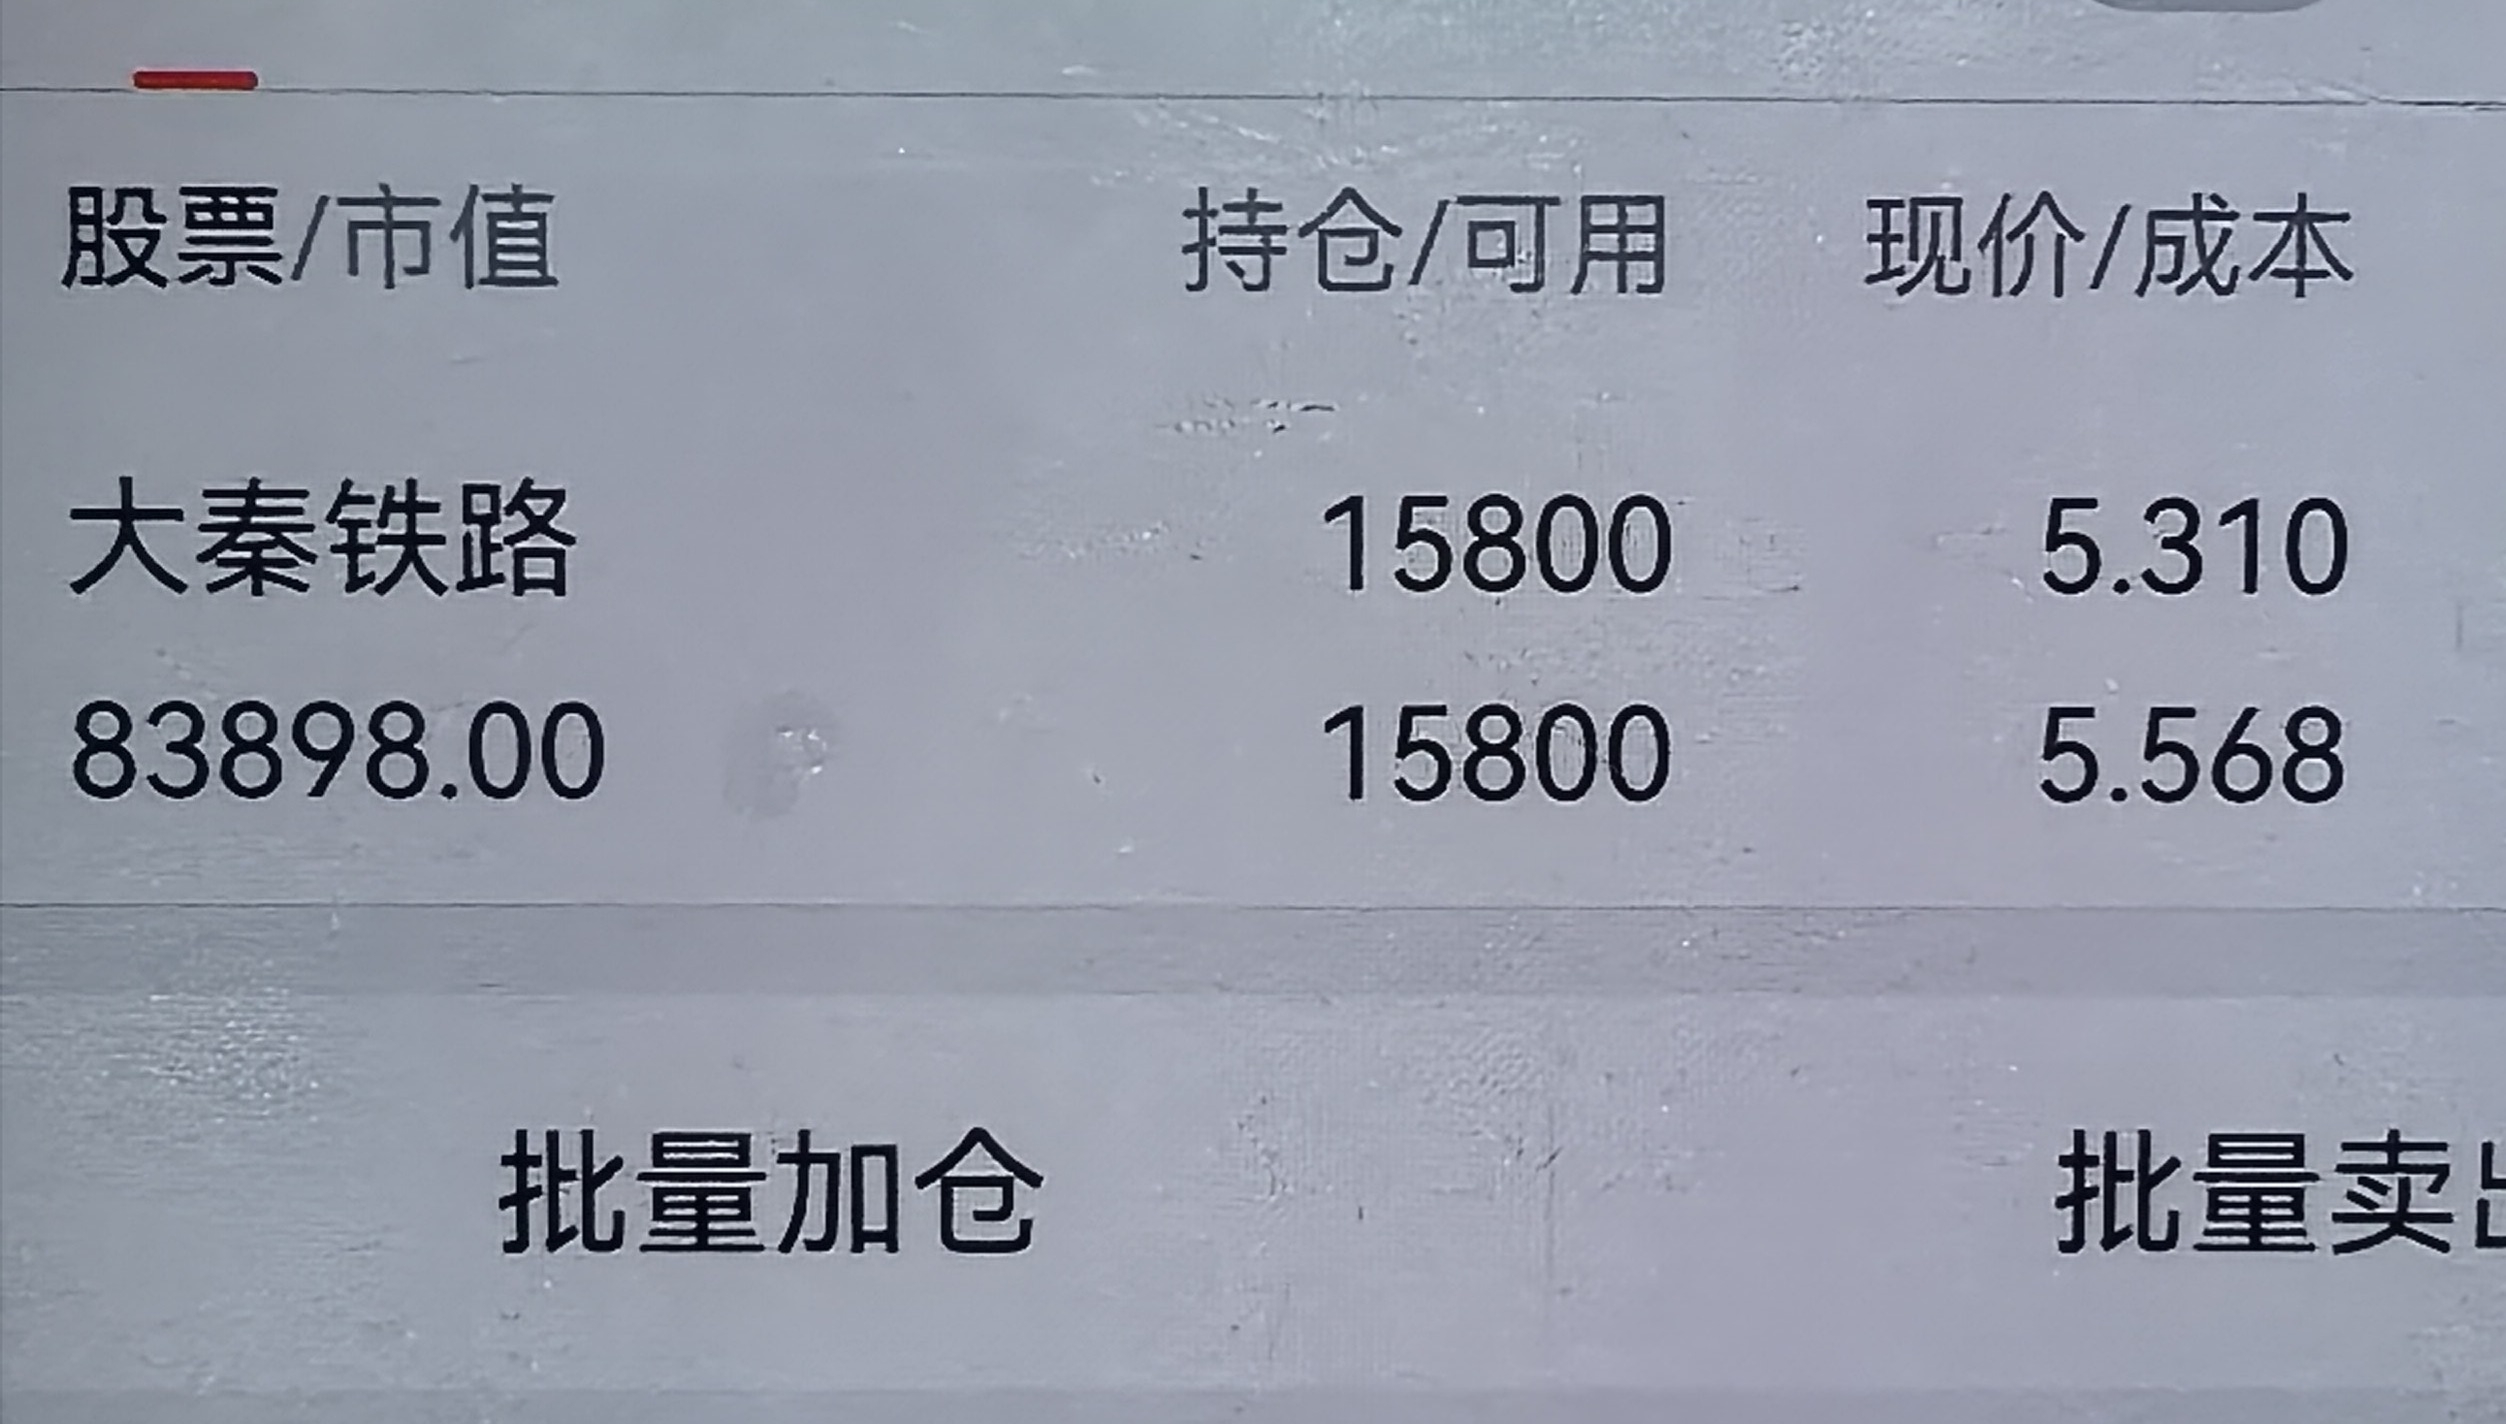 股票/市值 持仓/可用 现价/成本
大秦铁路 15800 5.310
83898.00 15800 5.568
批量加仓 批量卖出